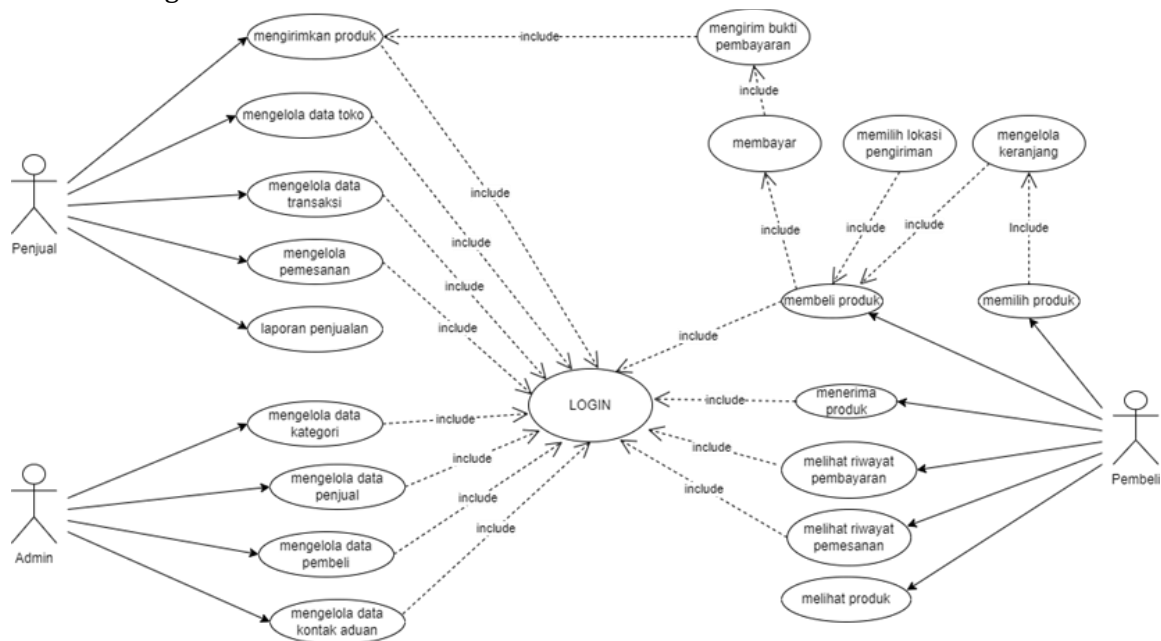 g
mengirimkan produk
include
mengirim bukti
pembayaran
include
mengelola data toko
membayar
memilih lokasi
pengiriman
mengelola
keranjang
mengelola data
transaksi
include
include
include
include
Include
Penjual
include
mengelola
pemesanan
include
include
membeli produk
memilih produk
laporan penjualan
include
LOGIN
menerima
produk
include
mengelola data
kategori
include
include
melihat riwayat
pembayaran
Pembeli
mengelola data
penjual
include
include
Admin
mengelola data
pembeli
include
include
melihat riwayat
pemesanan
mengelola data
kontak aduan
melihat produk